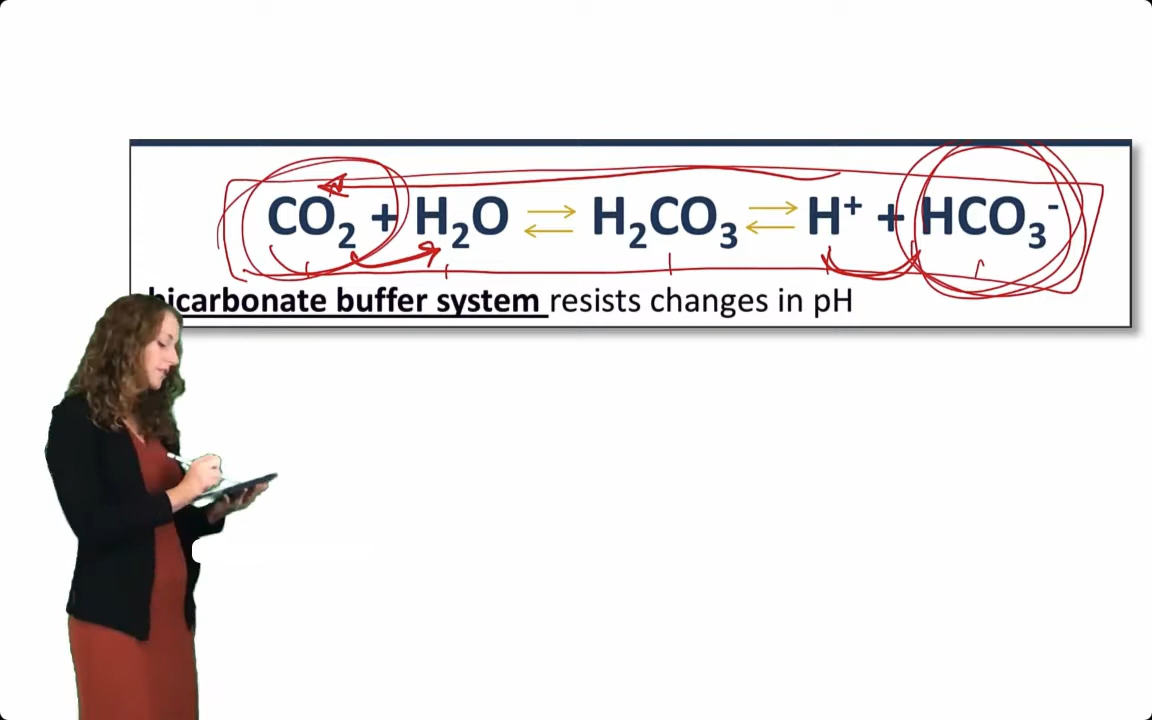 CO₂ + H₂O ⇌ H₂CO₃ ⇌ H⁺ + HCO₃⁻
bicarbonate buffer system resists changes in pH